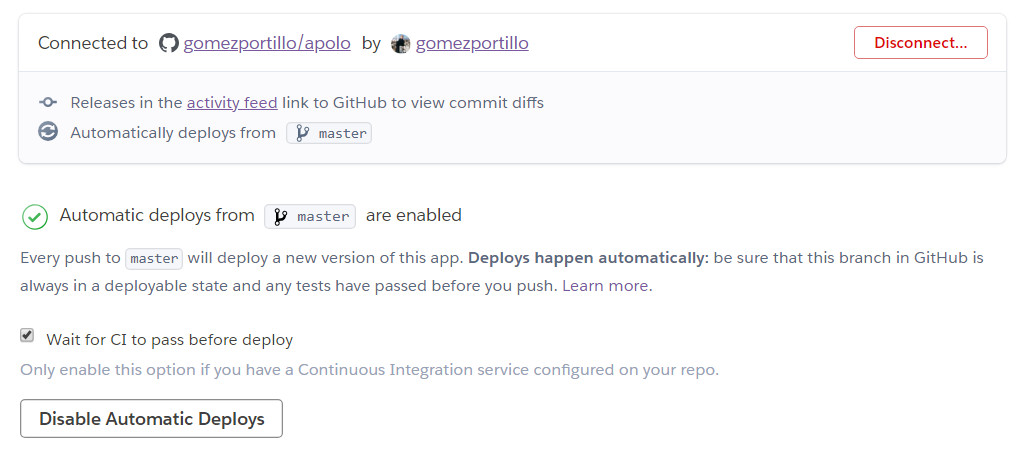 Connected to gomezportillo/apolo by gomezportillo Disconnect...
Releases in the activity feed link to GitHub to view commit diffs
Automatically deploys from master
Automatic deploys from master are enabled
Every push to master will deploy a new version of this app. Deploys happen automatically: be sure that this branch in GitHub is
always in a deployable state and any tests have passed before you push. Learn more.
Wait for CI to pass before deploy
Only enable this option if you have a Continuous Integration service configured on your repo.
Disable Automatic Deploys